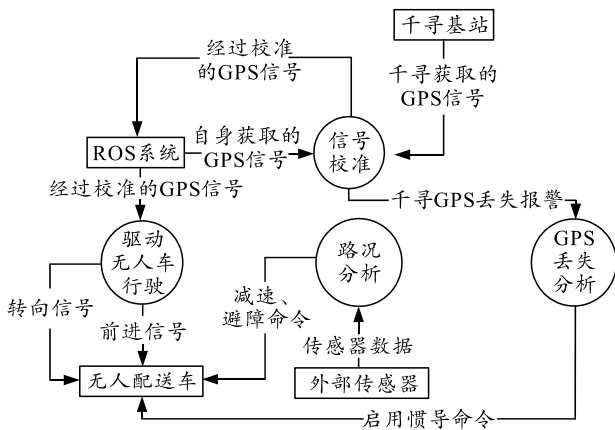 千寻基站
经过校准
的GPS信号
千寻获取的
GPS信号
ROS系统
自身获取的
GPS信号
信号
校准
经过校准的GPS信号
千寻GPS丢失报警
驱动
无人车
行驶
路况
分析
GPS
丢失
分析
转向信号
前进信号
减速、
避障命令
传感器数据
无人配送车
外部传感器
启用惯导命令